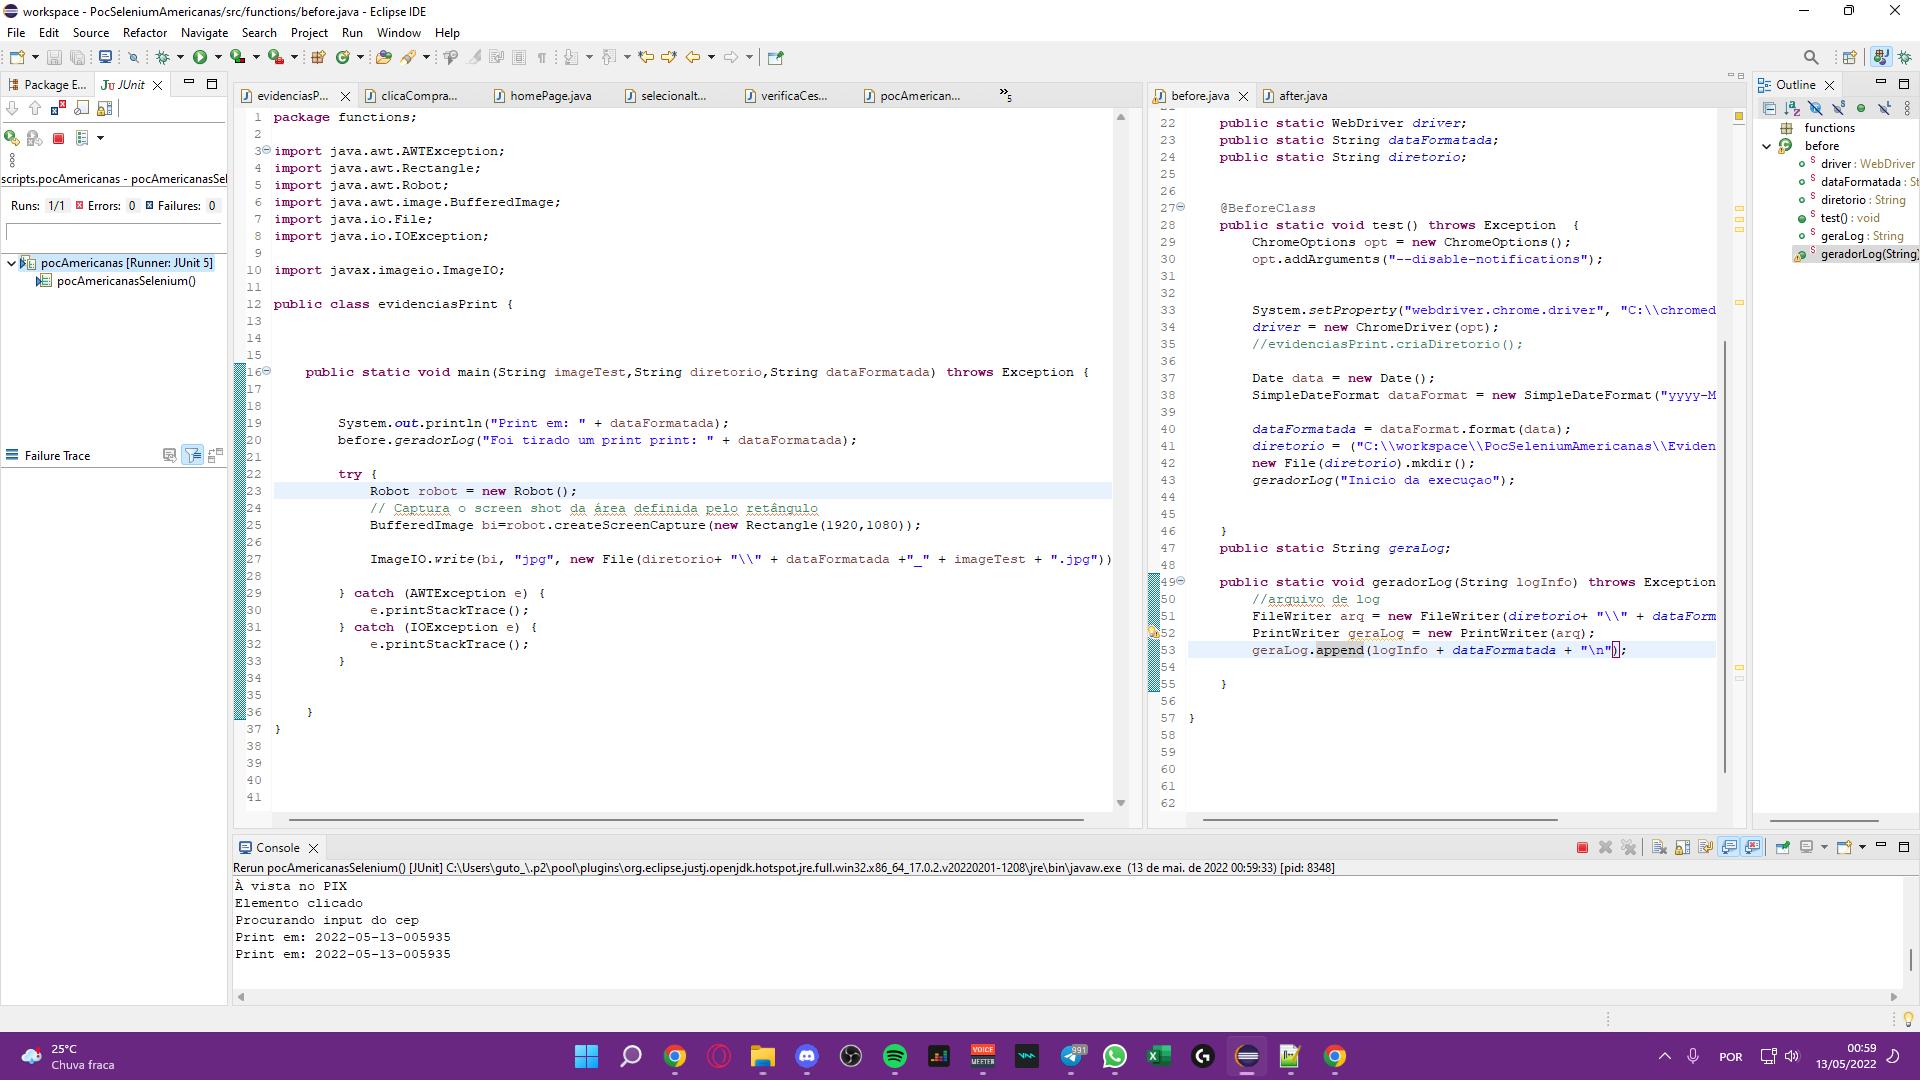 workspace - PocSeleniumAmericanas/src/functions/before.java - Eclipse IDE
File Edit Source Refactor Navigate Search Project Run Window Help
Package E...
JUnit
scripts.pocAmericanas - pocAmericanasSel
Runs: 1/1 Errors: 0 Failures: 0
pocAmericanas [Runner: JUnit 5]
pocAmericanasSelenium()
Failure Trace
evidenciasP... clicaCompra... homePage.java selecionalt... verificaCes... pocAmerican... 5
1 package functions;
2
3 import java.awt.AWTException;
4 import java.awt.Rectangle;
5 import java.awt.Robot;
6 import java.awt.image.BufferedImage;
7 import java.io.File;
8 import java.io.IOException;
9
10 import javax.imageio.ImageIO;
11
12 public class evidenciasPrint {
13
14
15
16 public static void main(String imageTest,String diretorio,String dataFormatada) throws Exception {
17
18
19 System.out.println("Print em: " + dataFormatada);
20 before.geradorLog("Foi tirado um print print: " + dataFormatada);
21
22 try {
23 Robot robot = new Robot();
24 // Captura o screen shot da área definida pelo retângulo
25 BufferedImage bi=robot.createScreenCapture(new Rectangle(1920,1080));
26
27 ImageIO.write(bi, "jpg", new File(diretorio+ "\\" + dataFormatada +"_" + imageTest + ".jpg"))
28
29 } catch (AWTException e) {
30 e.printStackTrace();
31 } catch (IOException e) {
32 e.printStackTrace();
33 }
34
35
36 }
37 }
38
39
40
41
before.java after.java
22 public static WebDriver driver;
23 public static String dataFormatada;
24 public static String diretorio;
25
26
27 @BeforeClass
28 public static void test() throws Exception {
29 ChromeOptions opt = new ChromeOptions();
30 opt.addArguments("--disable-notifications");
31
32
33 System.setProperty("webdriver.chrome.driver", "C:\\chromed
34 driver = new ChromeDriver(opt);
35 //evidenciasPrint.criaDiretorio();
36
37 Date data = new Date();
38 SimpleDateFormat dataFormat = new SimpleDateFormat("yyyy-M
39
40 dataFormatada = dataFormat.format(data);
41 diretorio = ("C:\\workspace\\PocSeleniumAmericanas\\Eviden
42 new File(diretorio).mkdir();
43 geradorLog("Inicio da execuçao");
44
45
46 }
47 public static String geraLog;
48
49 public static void geradorLog(String logInfo) throws Exception
50 //arquivo de log
51 FileWriter arq = new FileWriter(diretorio+ "\\" + dataForm
52 PrintWriter geraLog = new PrintWriter(arq);
53 geraLog.append(logInfo + dataFormatada + "\n");
54
55 }
56
57 }
58
59
60
61
62
Outline
functions
before
driver : WebDriver
dataFormatada : St
diretorio : String
test() : void
geraLog : String
geradorLog(String)
Console
Rerun pocAmericanasSelenium() [JUnit] C:\Users\guto_\.p2\pool\plugins\org.eclipse.justj.openjdk.hotspot.jre.full.win32.x86_64_17.0.2.v20220201-1208\jre\bin\javaw.exe (13 de mai. de 2022 00:59:33) [pid: 8348]
À vista no PIX
Elemento clicado
Procurando input do cep
Print em: 2022-05-13-005935
Print em: 2022-05-13-005935
25°C
Chuva fraca
VOICE
MEETER
991
POR
00:59
13/05/2022